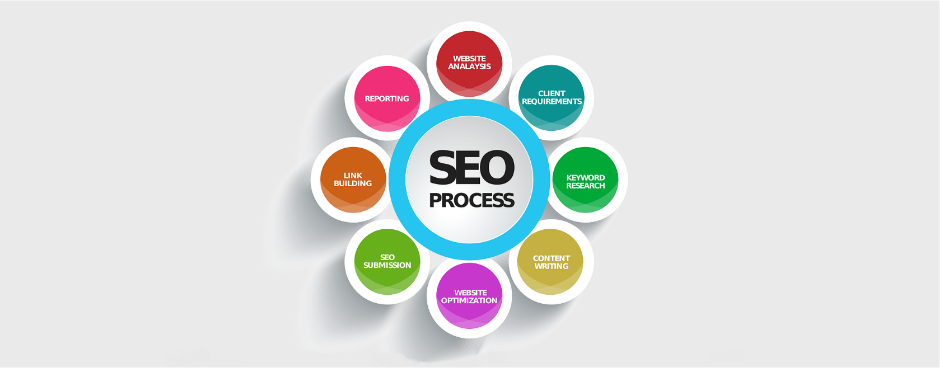 WEBSITE
ANALAYSIS
CLIENT
REQUIREMENTS
KEYWORD
RESEARCH
CONTENT
WRITING
WEBSITE
OPTIMIZATION
SEO
SUBMISSION
LINK
BUILDING
REPORTING
SEO
PROCESS